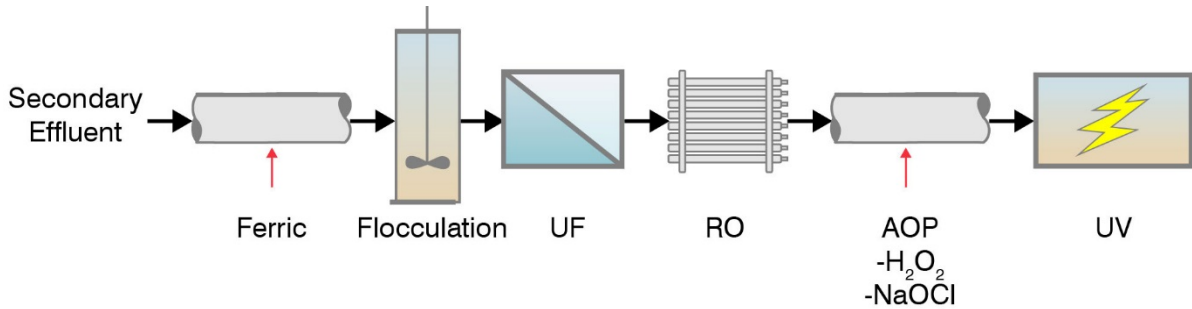 Secondary
Effluent
Ferric
Flocculation
UF
RO
AOP
-H₂O₂
-NaOCl
UV